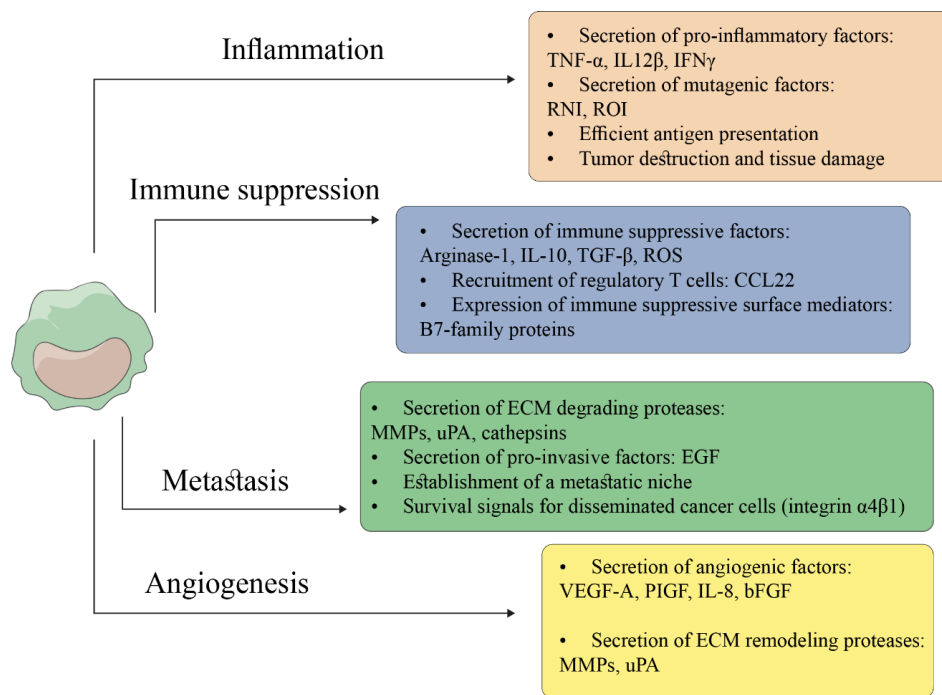 Inflammation
• Secretion of pro-inflammatory factors:
TNF-α, IL12β, IFNγ
• Secretion of mutagenic factors:
RNI, ROI
• Efficient antigen presentation
• Tumor destruction and tissue damage
Immune suppression
• Secretion of immune suppressive factors:
Arginase-1, IL-10, TGF-β, ROS
• Recruitment of regulatory T cells: CCL22
• Expression of immune suppressive surface mediators:
B7-family proteins
Metastasis
• Secretion of ECM degrading proteases:
MMPs, uPA, cathepsins
• Secretion of pro-invasive factors: EGF
• Establishment of a metastatic niche
• Survival signals for disseminated cancer cells (integrin α4β1)
Angiogenesis
• Secretion of angiogenic factors:
VEGF-A, PIGF, IL-8, bFGF
• Secretion of ECM remodeling proteases:
MMPs, uPA